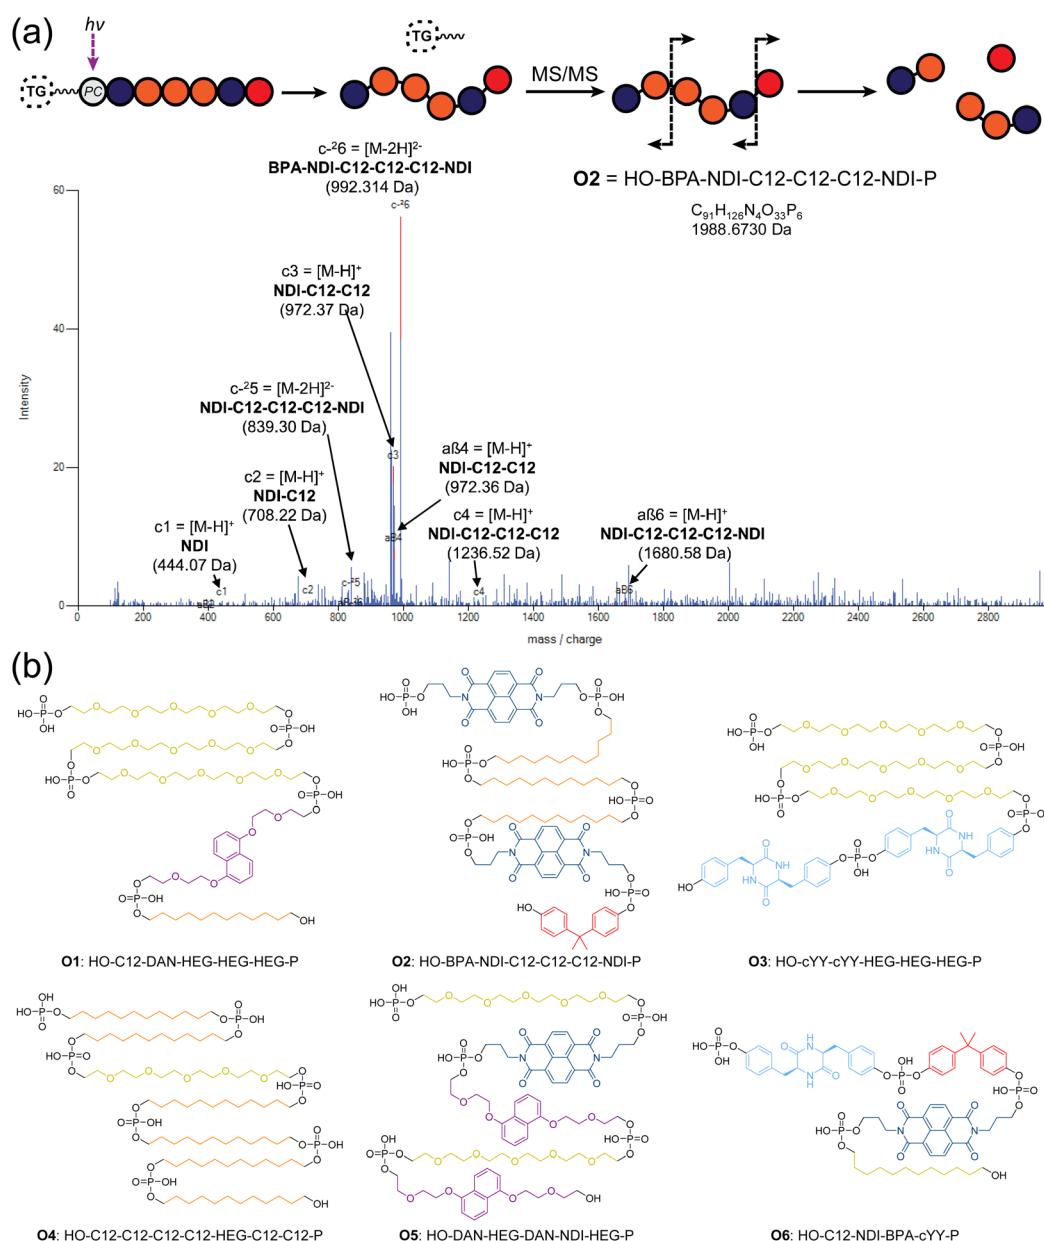 (a)
hν
TG
PC
TG
MS/MS
O2 = HO-BPA-NDI-C12-C12-C12-NDI-P
C₉₁H₁₂₆N₄O₃₃P₆
1988.6730 Da
c-²6 = [M-2H]²⁻
BPA-NDI-C12-C12-C12-NDI
(992.314 Da)
c-²6
c3 = [M-H]⁺
NDI-C12-C12
(972.37 Da)
c-²5 = [M-2H]²⁻
NDI-C12-C12-C12-NDI
(839.30 Da)
c3
aß4 = [M-H]⁺
NDI-C12-C12
(972.36 Da)
c2 = [M-H]⁺
NDI-C12
(708.22 Da)
c1 = [M-H]⁺
NDI
(444.07 Da)
c4 = [M-H]⁺
NDI-C12-C12-C12
(1236.52 Da)
aß6 = [M-H]⁺
NDI-C12-C12-C12-NDI
(1680.58 Da)
aB4
c1
c2
c-²5
c4
aB6
Intensity
60
40
20
0
0 200 400 600 800 1000 1200 1400 1600 1800 2000 2200 2400 2600 2800
mass / charge
(b)
O1: HO-C12-DAN-HEG-HEG-HEG-P
O2: HO-BPA-NDI-C12-C12-C12-NDI-P
O3: HO-cYY-cYY-HEG-HEG-HEG-P
O4: HO-C12-C12-C12-C12-HEG-C12-C12-P
O5: HO-DAN-HEG-DAN-NDI-HEG-P
O6: HO-C12-NDI-BPA-cYY-P